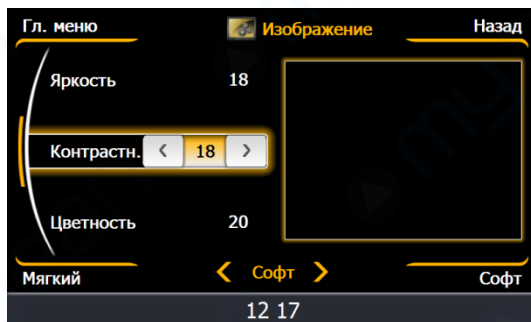 Гл. меню Изображение Назад
Яркость 18
Контрастн. < 18 >
Цветность 20
Мягкий < Софт > Софт
12 17